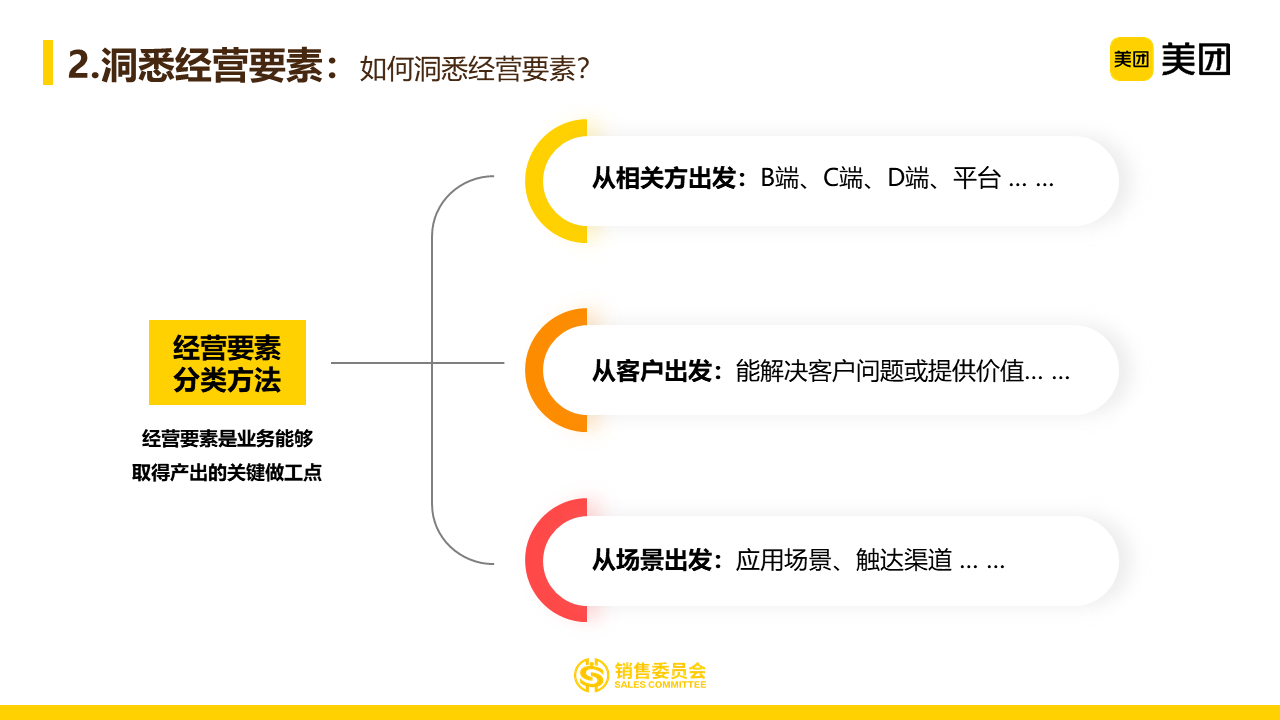 2.洞悉经营要素：如何洞悉经营要素？
美团 美团
从相关方出发：B端、C端、D端、平台 … …
经营要素
分类方法
从客户出发：能解决客户问题或提供价值… …
经营要素是业务能够
取得产出的关键做工点
从场景出发：应用场景、触达渠道 … …
销售委员会
SALES COMMITTEE